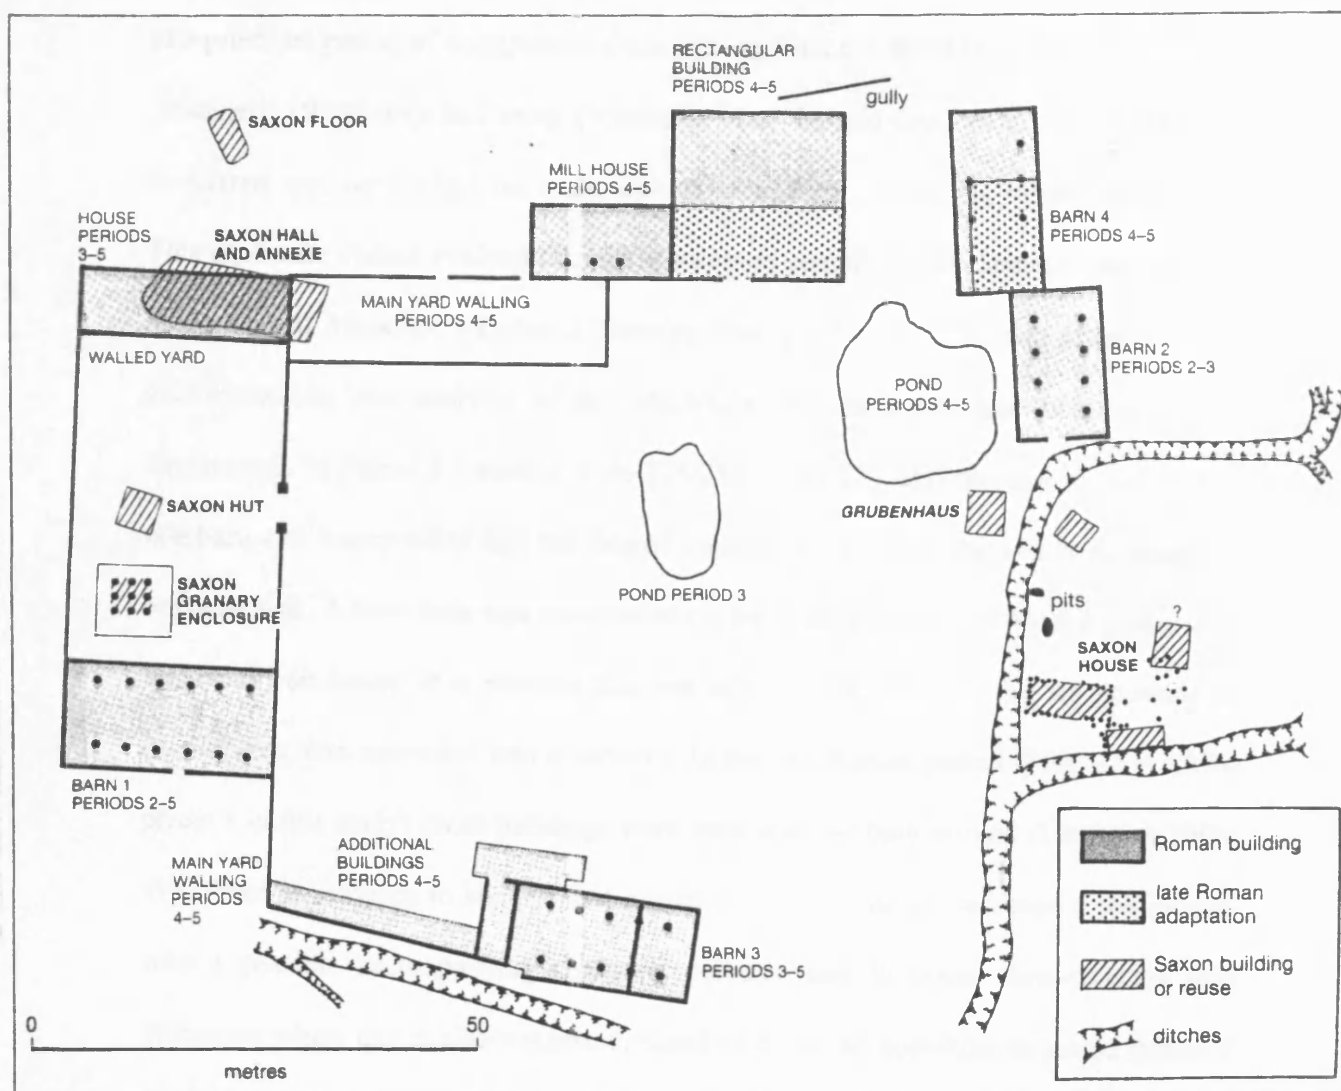 RECTANGULAR
BUILDING
PERIODS 4–5
gully
SAXON FLOOR
MILL HOUSE
PERIODS 4–5
HOUSE
PERIODS
3–5
SAXON HALL
AND ANNEXE
BARN 4
PERIODS 4–5
MAIN YARD WALLING
PERIODS 4–5
WALLED YARD
BARN 2
PERIODS 2–3
POND
PERIODS 4–5
SAXON HUT
GRUBENHAUS
SAXON
GRANARY
ENCLOSURE
POND PERIOD 3
pits
?
SAXON
HOUSE
BARN 1
PERIODS 2–5
MAIN YARD
WALLING
PERIODS
4–5
ADDITIONAL
BUILDINGS
PERIODS 4–5
BARN 3
PERIODS 3–5
Roman building
late Roman
adaptation
Saxon building
or reuse
ditches
0 50
metres